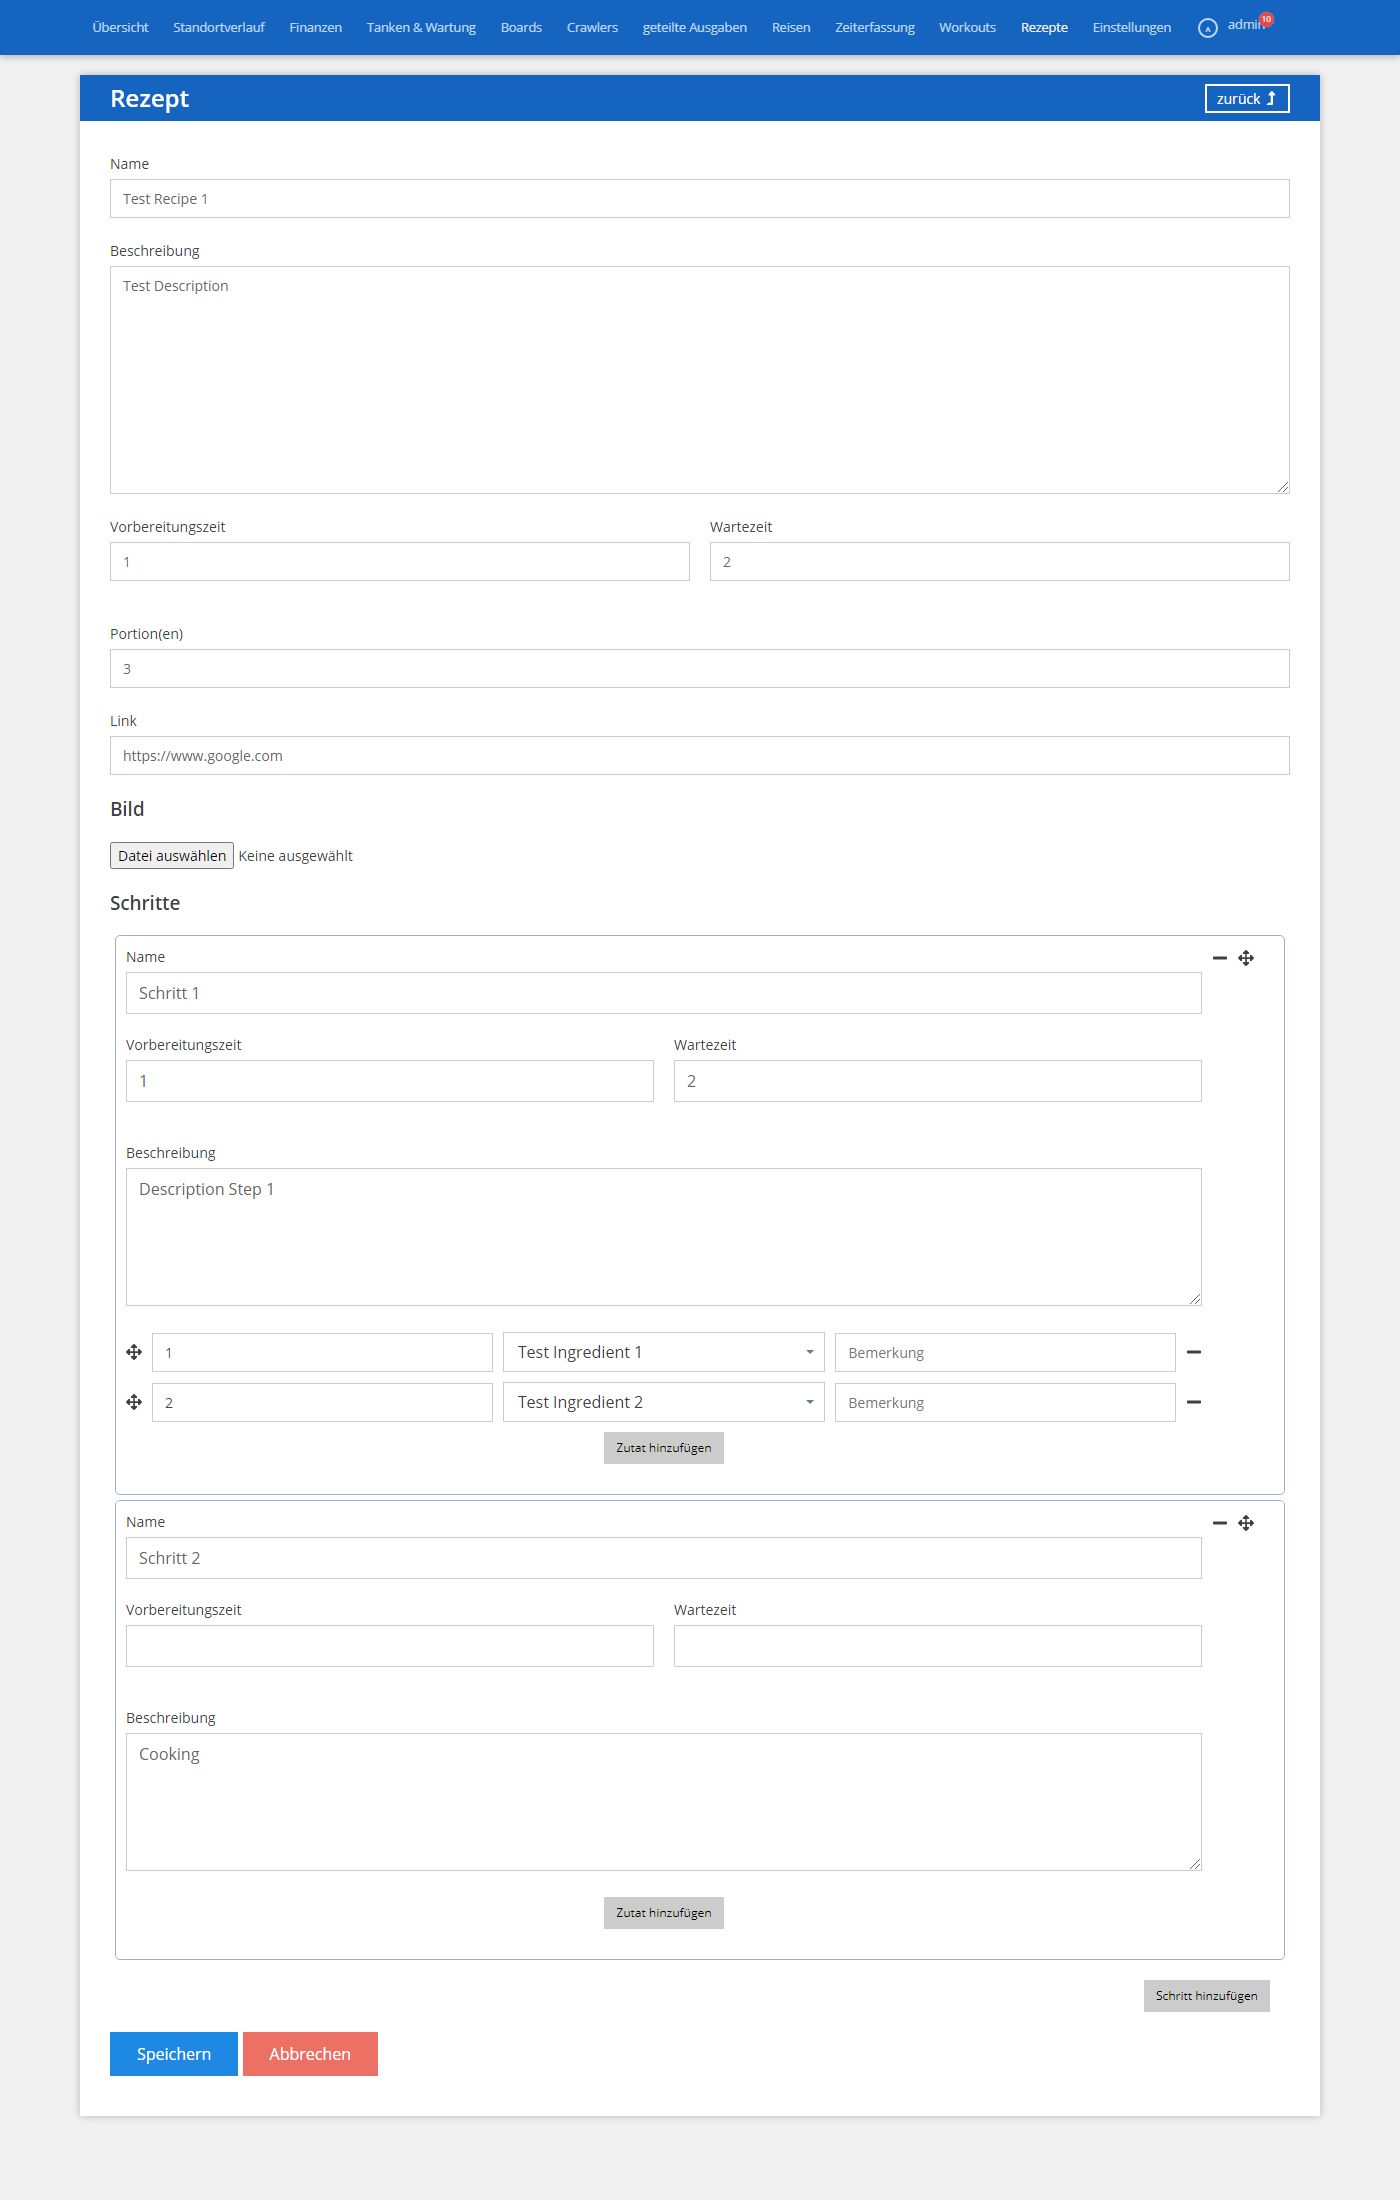 Übersicht Standortverlauf Finanzen Tanken & Wartung Boards Crawlers geteilte Ausgaben Reisen Zeiterfassung Workouts Rezepte Einstellungen A admin 10
Rezept zurück
Name
Test Recipe 1
Beschreibung
Test Description
Vorbereitungszeit Wartezeit
1 2
Portion(en)
3
Link
https://www.google.com
Bild
Datei auswählen Keine ausgewählt
Schritte
Name
Schritt 1
Vorbereitungszeit Wartezeit
1 2
Beschreibung
Description Step 1
1 Test Ingredient 1 Bemerkung
2 Test Ingredient 2 Bemerkung
Zutat hinzufügen
Name
Schritt 2
Vorbereitungszeit Wartezeit
Beschreibung
Cooking
Zutat hinzufügen
Schritt hinzufügen
Speichern Abbrechen